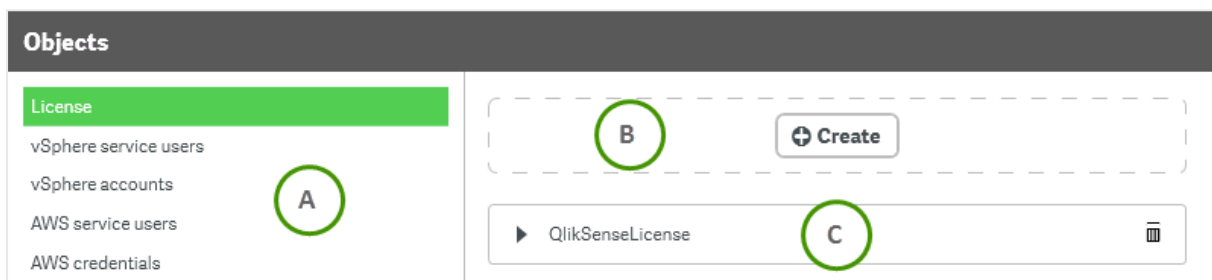 Objects
License
vSphere service users
vSphere accounts
AWS service users
AWS credentials
A
B
Create
QlikSenseLicense
C